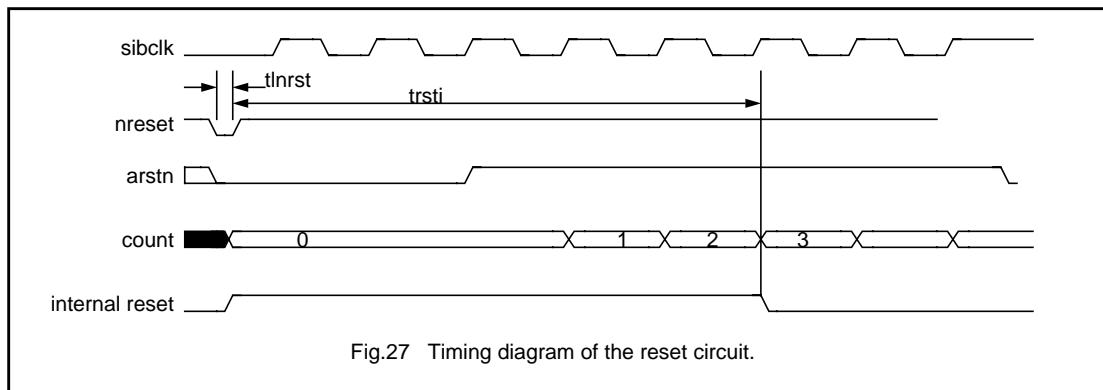 sibclk
tlnrst
trsti
nreset
arstn
count
0 1 2 3
internal reset
Fig.27 Timing diagram of the reset circuit.